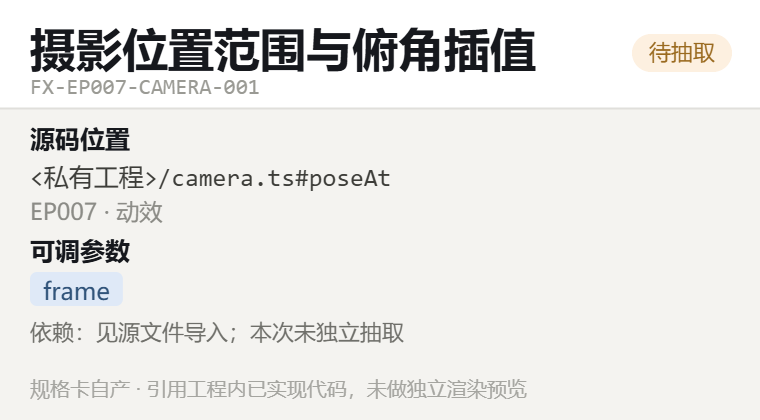 摄影位置范围与俯角插值
待抽取
FX-EP007-CAMERA-001
源码位置
<私有工程>/camera.ts#poseAt
EP007 · 动效
可调参数
frame
依赖：见源文件导入；本次未独立抽取
规格卡自产 · 引用工程内已实现代码，未做独立渲染预览